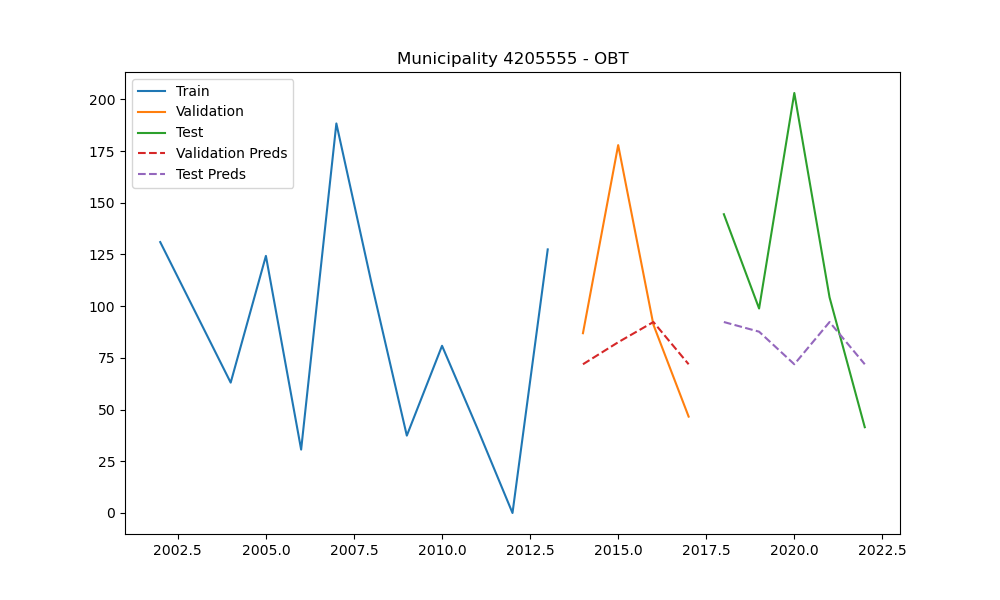 Municipality 4205555 - OBT
Train
Validation
Test
Validation Preds
Test Preds
200
175
150
125
100
75
50
25
0
2002.5 2005.0 2007.5 2010.0 2012.5 2015.0 2017.5 2020.0 2022.5